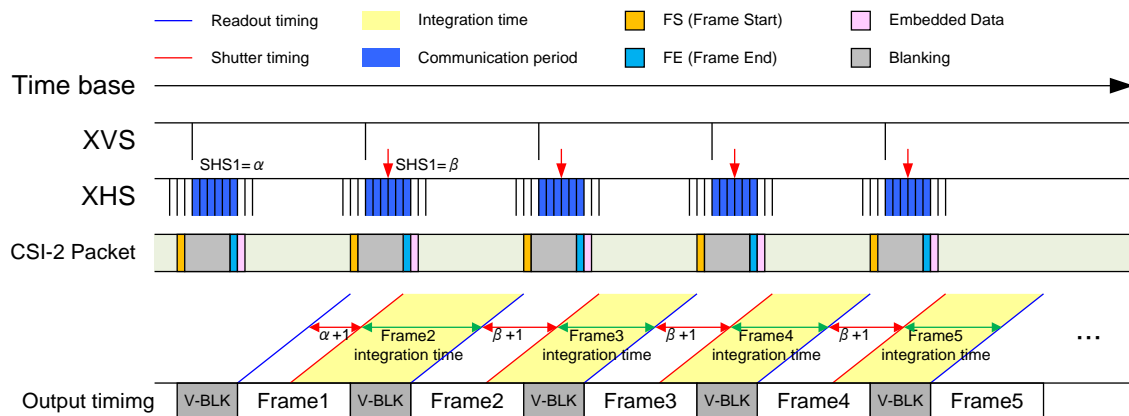 Readout timing
Integration time
FS (Frame Start)
Embedded Data
Shutter timing
Communication period
FE (Frame End)
Blanking
Time base
XVS
SHS1=α
SHS1=β
XHS
CSI-2 Packet
α+1
Frame2
integration time
β+1
Frame3
integration time
β+1
Frame4
integration time
β+1
Frame5
integration time
...
Output timimg
V-BLK
Frame1
V-BLK
Frame2
V-BLK
Frame3
V-BLK
Frame4
V-BLK
Frame5